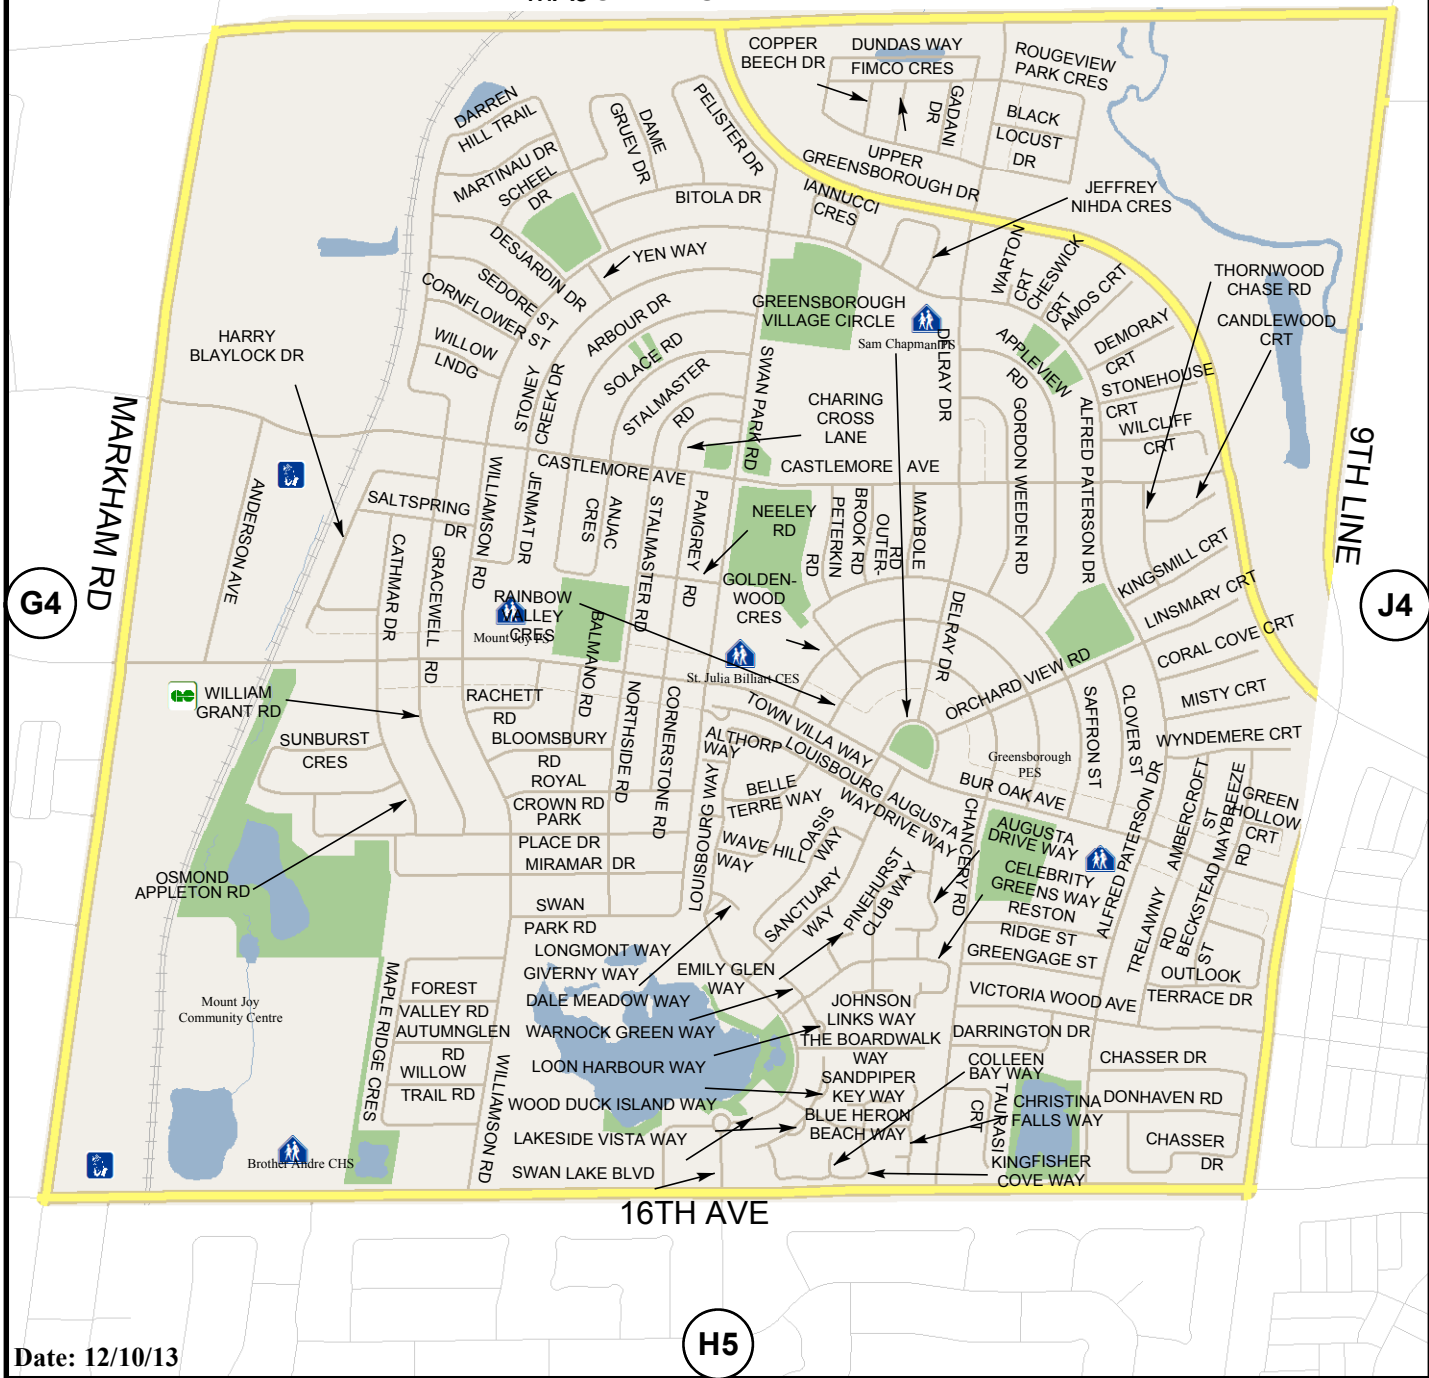 COPPER
BEECH DR
DUNDAS WAY
FIMCO CRES
ROUGEVIEW
PARK CRES
GADANI
DR
BLACK
LOCUST
DR
UPPER
GREENSBOROUGH DR
DARREN
HILL TRAIL
MARTINAU DR
SCHEEL
DR
DAME
GRUEV DR
PELISTER DR
BITOLA DR
IANNUCCI
CRES
JEFFREY
NIHDA CRES
YEN WAY
DESJARDIN DR
SEDORE ST
CORNFLOWER ST
WILLOW
LNDG
WARTON
CRT
CHESWICK
CRT
AMOS CRT
THORNWOOD
CHASE RD
CANDLEWOOD
CRT
DEMORAY
CRT
STONEHOUSE
CRT
WILCLIFF
CRT
HARRY
BLAYLOCK DR
ARBOUR DR
SOLACE RD
STALMASTER
RD
GREENSBOROUGH
VILLAGE CIRCLE
Sam Chapman PS
DELRAY DR
APPLEVIEW
RD
STONEY
CREEK DR
SWAN PARK RD
CHARING
CROSS
LANE
GORDON WEEDEN RD
ALFRED PATERSON DR
MARKHAM RD
9TH LINE
CASTLEMORE AVE
CASTLEMORE AVE
ANDERSON AVE
SALTSPRING
DR
WILLIAMSON RD
JENMAT DR
ANJAC
CRES
STALMASTER RD
PAMGREY
RD
NEELEY
RD
PETERKIN
RD
BROOK RD
OUTER-
RD
MAYBOLE
CATHMAR DR
GRACEWELL
RD
G4
J4
RAINBOW
VALLEY
CRES
Mount Joy PS
BALMANO RD
GOLDEN-
WOOD
CRES
St. Julia Billiart CES
DELRAY DR
ORCHARD VIEW RD
KINGSMILL CRT
LINSMARY CRT
CORAL COVE CRT
MISTY CRT
WYNDEMERE CRT
WILLIAM
GRANT RD
RACHETT
RD
NORTHSIDE RD
CORNERSTONE RD
TOWN VILLA WAY
ALTHORP
WAY
LOUISBOURG
WAY
SAFFRON ST
CLOVER ST
SUNBURST
CRES
BLOOMSBURY
RD
ROYAL
CROWN RD
PARK
PLACE DR
MIRAMAR DR
LOUISBOURG WAY
BELLE
TERRE WAY
WAVE HILL
WAY
OASIS
WAY
AUGUSTA
DRIVE WAY
CHANCERY RD
Greensborough
PES
BUR OAK AVE
AUGUSTA
DRIVE WAY
CELEBRITY
GREENS WAY
RESTON
RIDGE ST
GREENGAGE ST
ALFRED PATERSON DR
AMBERCROFT
ST
MAYBREEZE
RD
GREEN
HOLLOW
CRT
TRELAWNY
RD
BECKSTEAD
ST
OUTLOOK
TERRACE DR
OSMOND
APPLETON RD
SANCTUARY
WAY
PINEHURST
CLUB WAY
SWAN
PARK RD
LONGMONT WAY
GIVERNY WAY
EMILY GLEN
WAY
DALE MEADOW WAY
WARNOCK GREEN WAY
LOON HARBOUR WAY
WOOD DUCK ISLAND WAY
LAKESIDE VISTA WAY
SWAN LAKE BLVD
MAPLE RIDGE CRES
FOREST
VALLEY RD
AUTUMNGLEN
RD
WILLOW
TRAIL RD
WILLIAMSON RD
Mount Joy
Community Centre
Brother Andre CHS
JOHNSON
LINKS WAY
THE BOARDWALK
WAY
SANDPIPER
KEY WAY
BLUE HERON
BEACH WAY
VICTORIA WOOD AVE
DARRINGTON DR
COLLEEN
BAY WAY
TAURASI
CRT
CHRISTINA
FALLS WAY
KINGFISHER
COVE WAY
CHASSER DR
DONHAVEN RD
CHASSER
DR
16TH AVE
H5
Date: 12/10/13